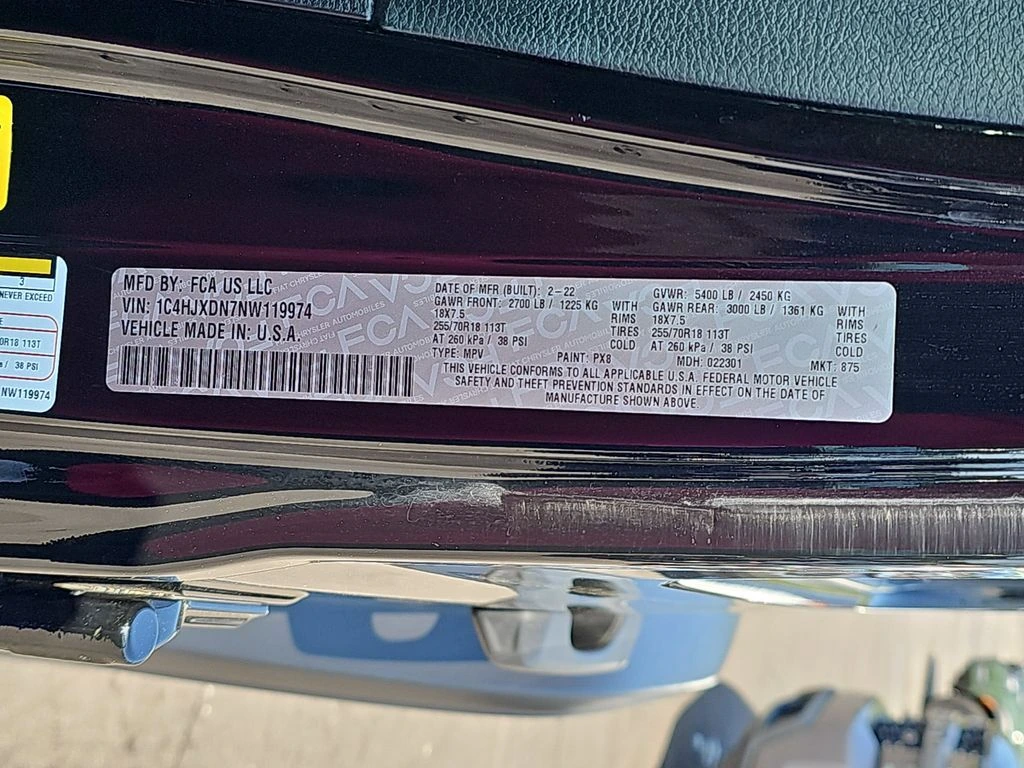 3
NEVER EXCEED
0R18 113T
/ 38 PSI
NW119974
MFD BY: FCA US LLC
VIN: 1C4HJXDN7NW119974
VEHICLE MADE IN U.S.A.
DATE OF MFR (BUILT): 2-22
GAWR FRONT: 2700 LB / 1225 KG WITH
18X7.5 RIMS
255/70R18 113T TIRES
AT 260 kPa / 38 PSI COLD
TYPE: MPV PAINT: PX8
GVWR: 5400 LB / 2450 KG
GAWR REAR: 3000 LB / 1361 KG WITH
18X7.5 RIMS
255/70R18 113T TIRES
AT 260 kPa / 38 PSI COLD
MDH: 022301 MKT: 875
THIS VEHICLE CONFORMS TO ALL APPLICABLE U.S.A. FEDERAL MOTOR VEHICLE
SAFETY AND THEFT PREVENTION STANDARDS IN EFFECT ON THE DATE OF
MANUFACTURE SHOWN ABOVE.